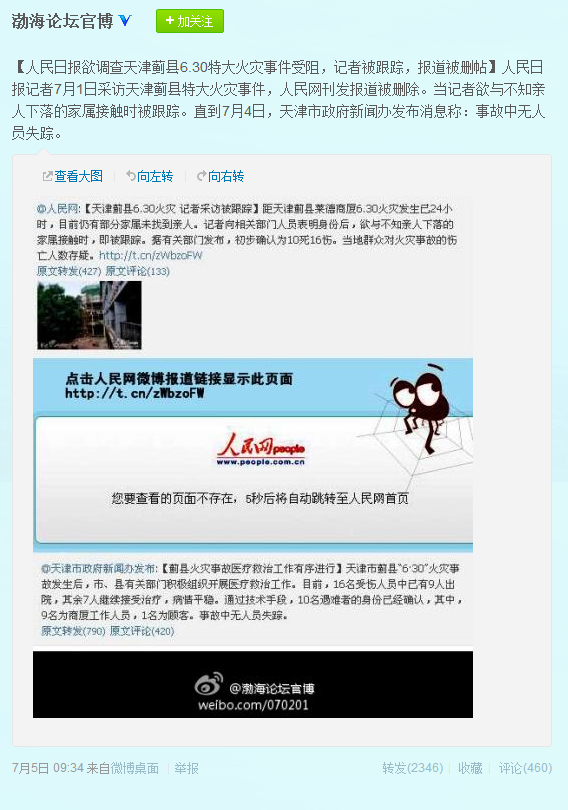 渤海论坛官博
+ 加关注
【人民日报欲调查天津蓟县6.30特大火灾事件受阻，记者被跟踪，报道被删帖】人民日
报记者7月1日采访天津蓟县特大火灾事件，人民网刊发报道被删除。当记者欲与不知亲
人下落的家属接触时被跟踪。直到7月4日，天津市政府新闻办发布消息称：事故中无人
员失踪。
查看大图 向左转 向右转
@人民网:【天津蓟县6.30火灾 记者采访被跟踪】距天津蓟县莱德商厦6.30火灾发生已24小
时，目前仍有部分家属未找到亲人。记者向相关部门人员表明身份后，欲与不知亲人下落的
家属接触时，即被跟踪。据有关部门发布，初步确认为10死16伤。当地群众对火灾事故的伤
亡人数存疑。http://t.cn/zWbzoFW
原文转发(427) 原文评论(133)
点击人民网微博报道链接显示此页面
http://t.cn/zWbzoFW
人民网 people
www.people.com.cn
您要查看的页面不存在，5秒后将自动跳转至人民网首页
@天津市政府新闻办发布:【蓟县火灾事故医疗救治工作有序进行】天津市蓟县“6·30”火灾事
故发生后，市、县有关部门积极组织开展医疗救治工作。目前，16名受伤人员中已有9人出
院，其余7人继续接受治疗，病情平稳。通过技术手段，10名遇难者的身份已经确认，其中，
9名为商厦工作人员，1名为顾客。事故中无人员失踪。
原文转发(790) 原文评论(420)
@渤海论坛官博
weibo.com/070201
7月5日 09:34 来自微博桌面 举报 转发(2346) 收藏 评论(460)